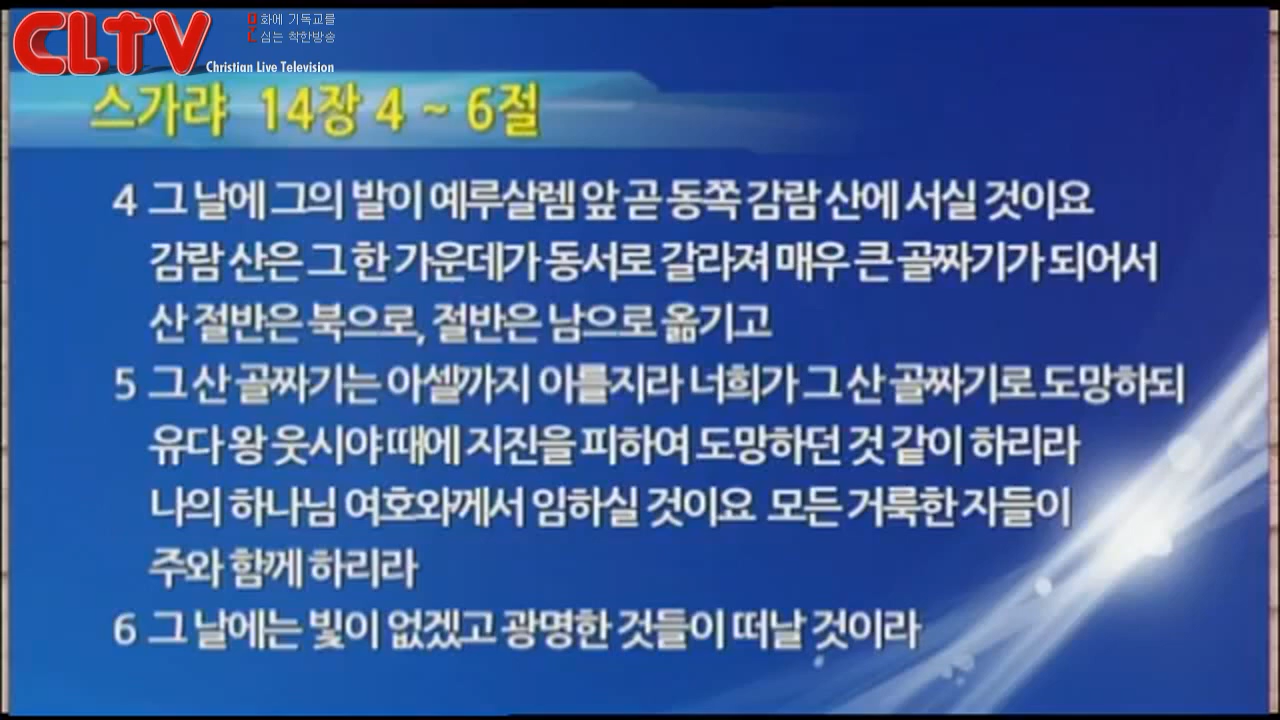 CLTV
문화에 기독교를
심는 착한방송
Christian Live Television
스가랴 14장 4 ~ 6절
4 그 날에 그의 발이 예루살렘 앞 곧 동쪽 감람 산에 서실 것이요
감람 산은 그 한 가운데가 동서로 갈라져 매우 큰 골짜기가 되어서
산 절반은 북으로, 절반은 남으로 옮기고
5 그 산 골짜기는 아셀까지 이를지라 너희가 그 산 골짜기로 도망하되
유다 왕 웃시야 때에 지진을 피하여 도망하던 것 같이 하리라
나의 하나님 여호와께서 임하실 것이요 모든 거룩한 자들이
주와 함께 하리라
6 그 날에는 빛이 없겠고 광명한 것들이 떠날 것이라